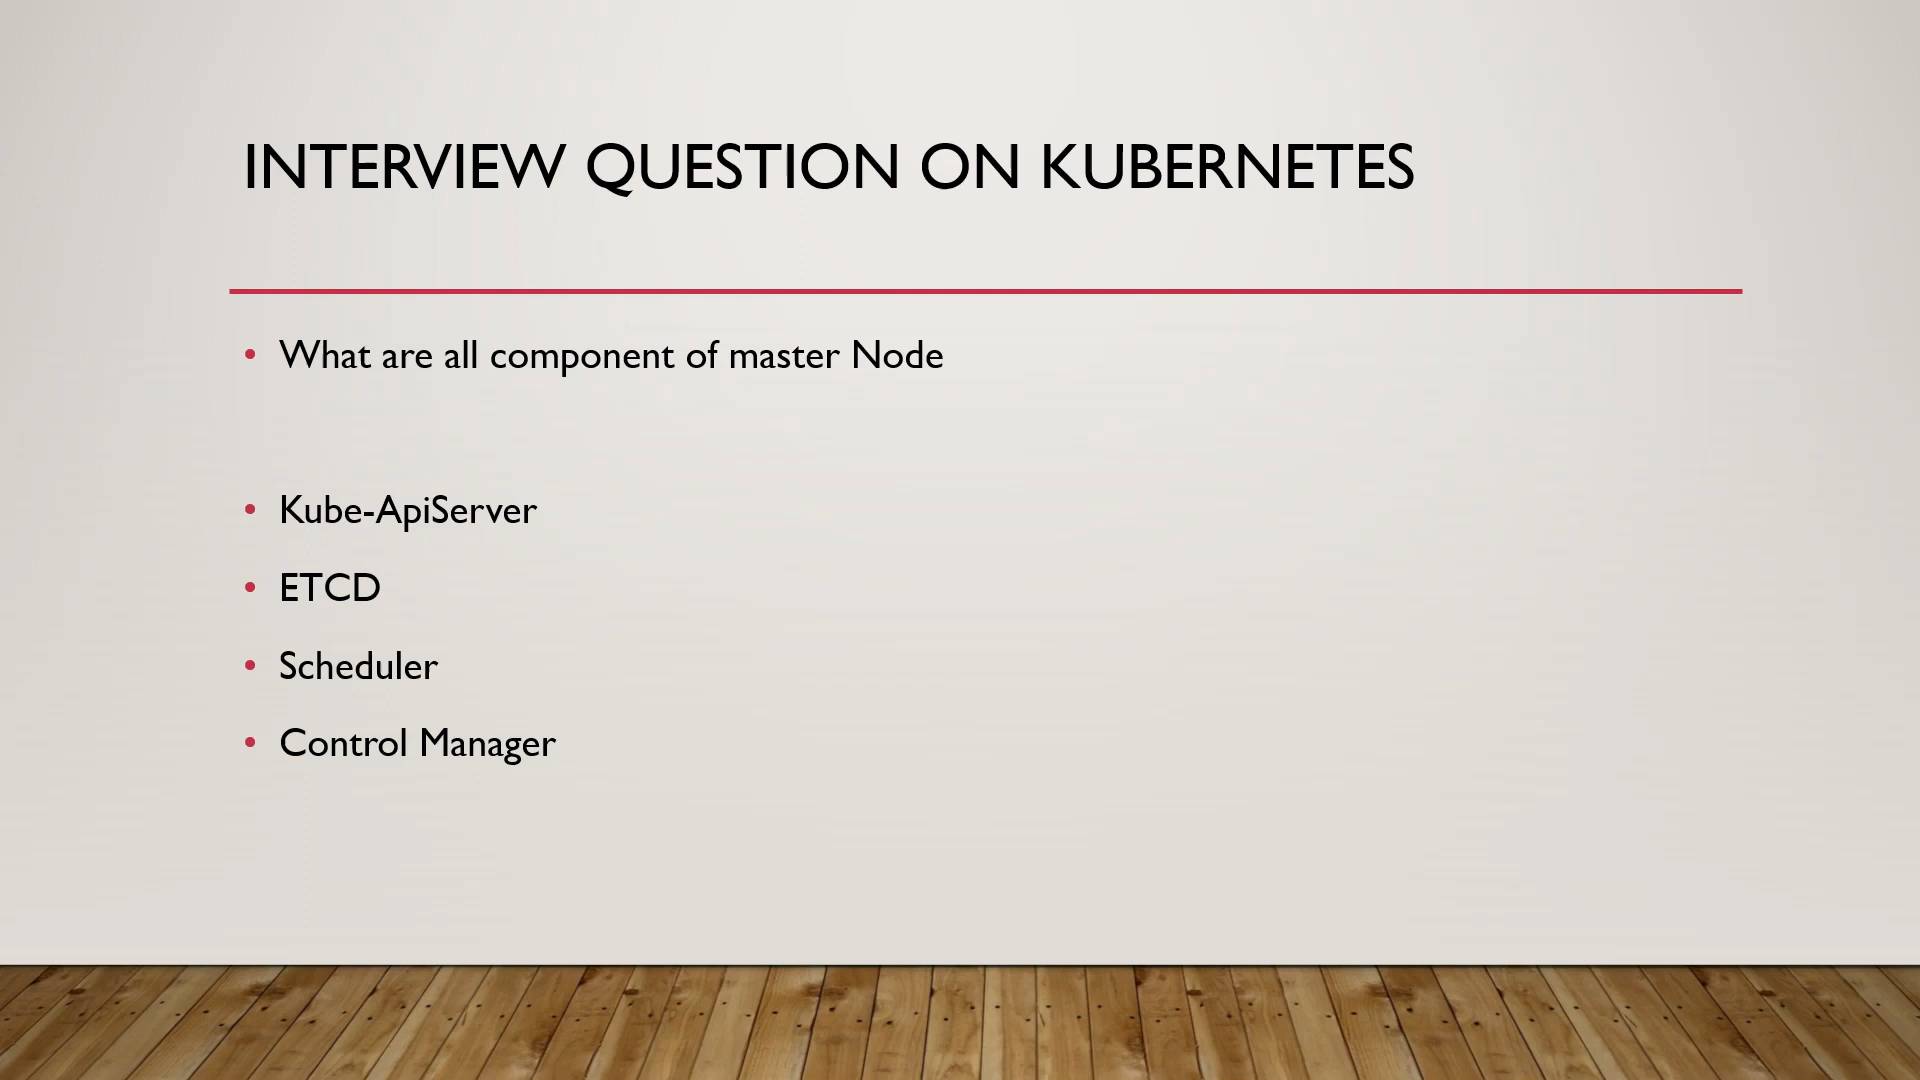 INTERVIEW QUESTION ON KUBERNETES
• What are all component of master Node
• Kube-ApiServer
• ETCD
• Scheduler
• Control Manager